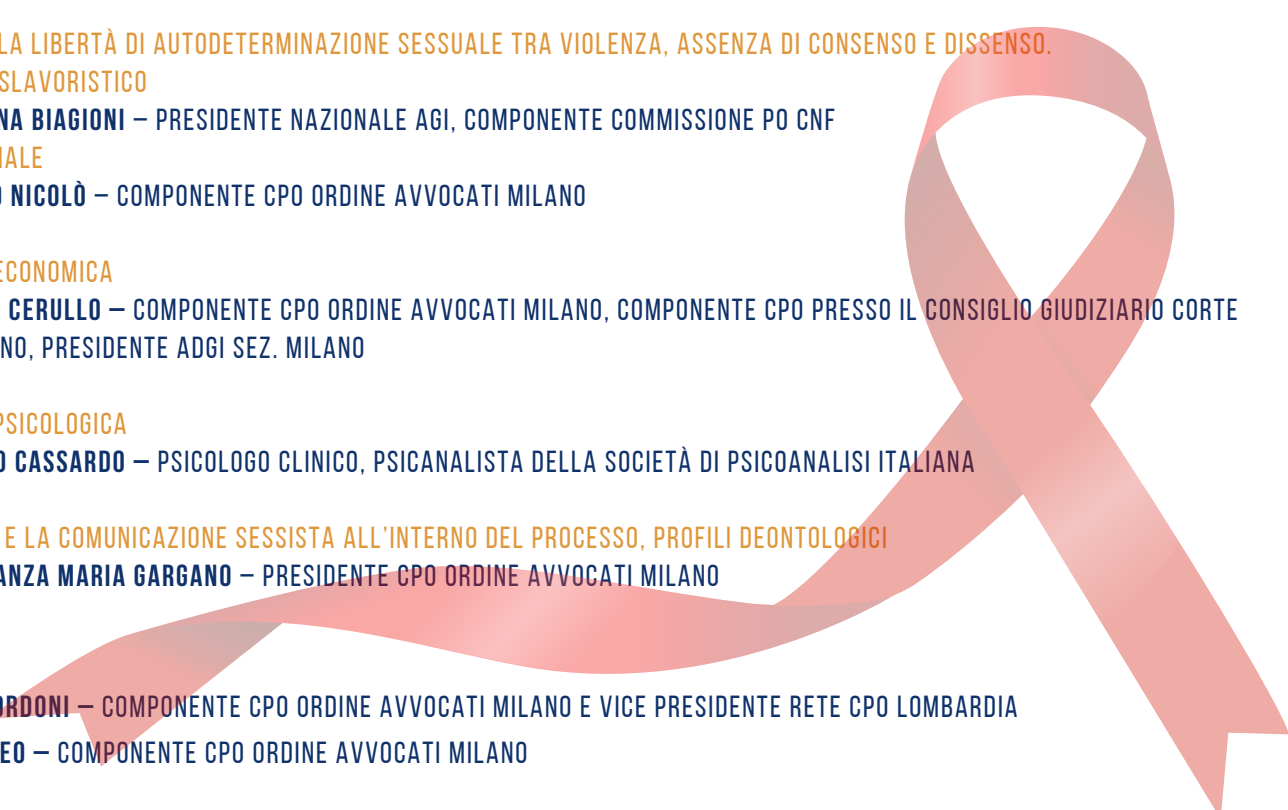 LA LIBERTÀ DI AUTODETERMINAZIONE SESSUALE TRA VIOLENZA, ASSENZA DI CONSENSO E DISSENSO.
SLAVORISTICO
NA BIAGIONI – PRESIDENTE NAZIONALE AGI, COMPONENTE COMMISSIONE PO CNF
IALE
O NICOLÒ – COMPONENTE CPO ORDINE AVVOCATI MILANO
ECONOMICA
CERULLO – COMPONENTE CPO ORDINE AVVOCATI MILANO, COMPONENTE CPO PRESSO IL CONSIGLIO GIUDIZIARIO CORTE
NO, PRESIDENTE ADGI SEZ. MILANO
PSICOLOGICA
O CASSARDO – PSICOLOGO CLINICO, PSICANALISTA DELLA SOCIETÀ DI PSICOANALISI ITALIANA
E LA COMUNICAZIONE SESSISTA ALL'INTERNO DEL PROCESSO, PROFILI DEONTOLOGICI
ANZA MARIA GARGANO – PRESIDENTE CPO ORDINE AVVOCATI MILANO
ORDONI – COMPONENTE CPO ORDINE AVVOCATI MILANO E VICE PRESIDENTE RETE CPO LOMBARDIA
EO – COMPONENTE CPO ORDINE AVVOCATI MILANO